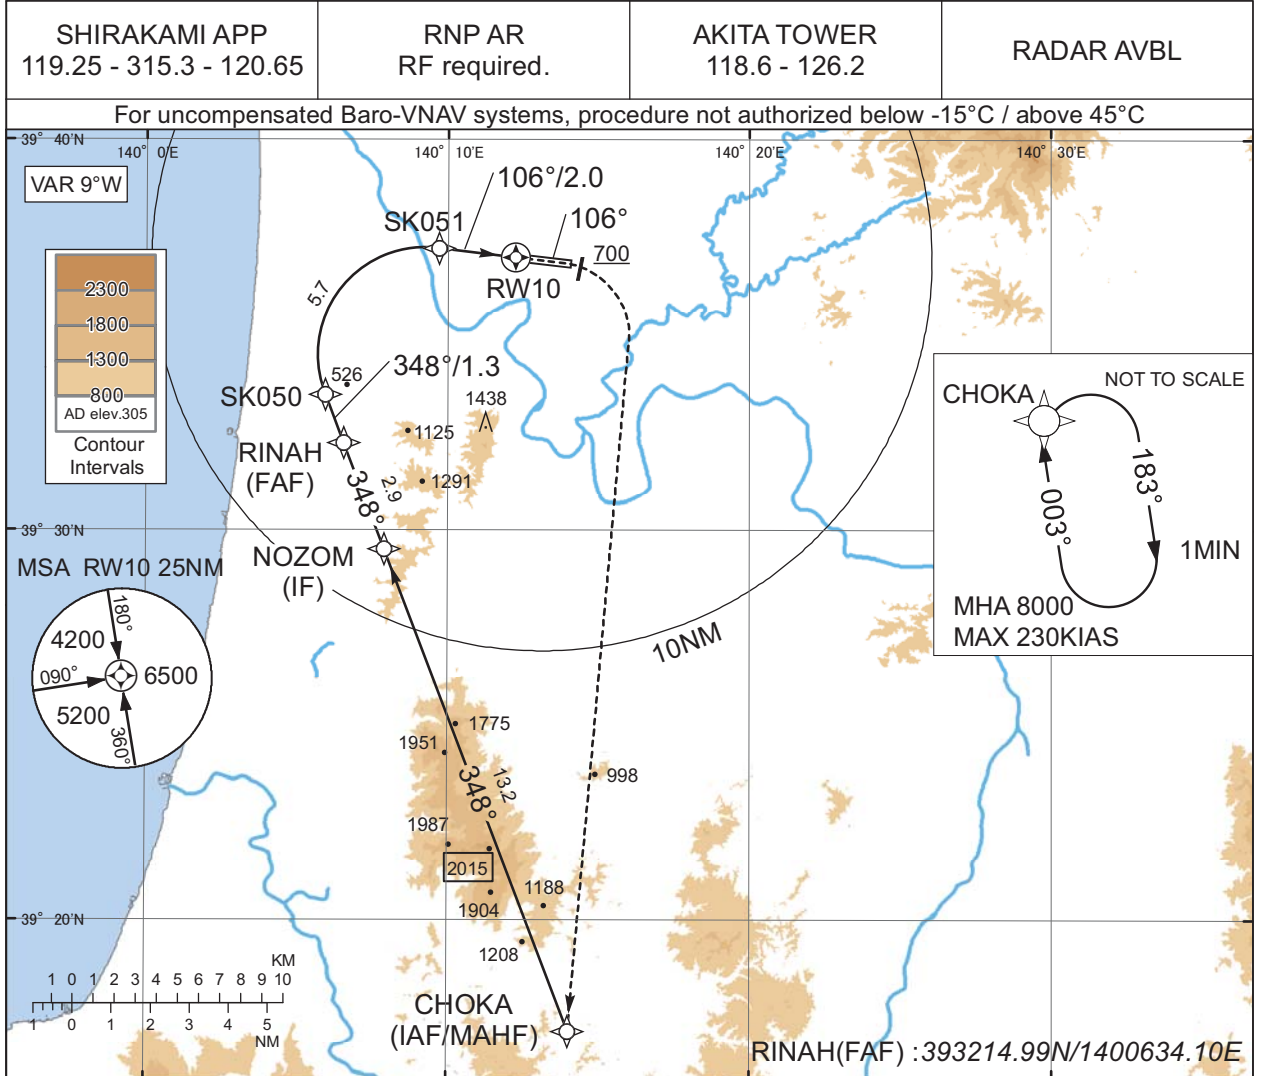 SHIRAKAMI APP
119.25 - 315.3 - 120.65
RNP AR
RF required.
AKITA TOWER
118.6 - 126.2
RADAR AVBL
For uncompensated Baro-VNAV systems, procedure not authorized below -15°C / above 45°C
39° 40'N
140° 0'E
140° 10'E
140° 20'E
140° 30'E
VAR 9°W
106°/2.0
SK051
106°
700
RW10
5.7
2300
1800
1300
800
AD elev.305
Contour
Intervals
348°/1.3
526
SK050
1438
1125
RINAH
(FAF)
1291
2.9
348°
39° 30'N
NOZOM
(IF)
NOT TO SCALE
CHOKA
183°
003°
1MIN
MHA 8000
MAX 230KIAS
MSA RW10 25NM
180°
4200
090°
6500
5200
360°
10NM
1775
1951
998
13.2
348°
1987
2015
1188
1904
39° 20'N
1208
KM
1 0 1 2 3 4 5 6 7 8 9 10
1 0 1 2 3 4 5
NM
CHOKA
(IAF/MAHF)
RINAH(FAF) :393214.99N/1400634.10E